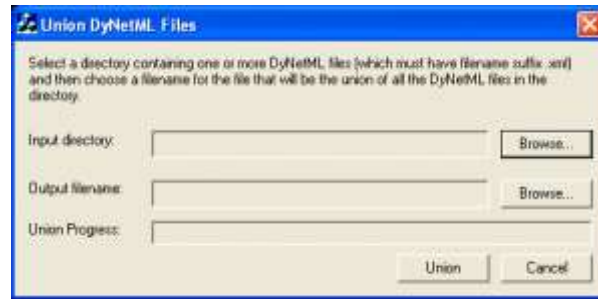 Union DyNetML Files
Select a directory containing one or more DyNetML files (which must have filename suffix .xml)
and then choose a filename for the file that will be the union of all the DyNetML files in the
directory.
Input directory:
Browse...
Output filename:
Browse...
Union Progress:
Union
Cancel